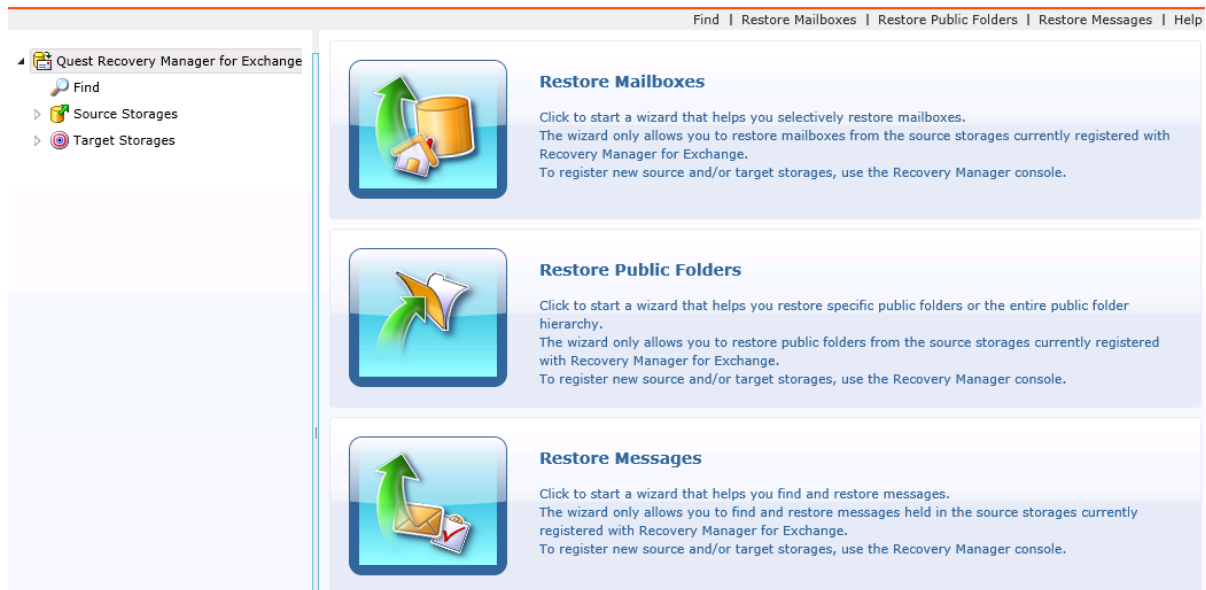 Find | Restore Mailboxes | Restore Public Folders | Restore Messages | Help
Quest Recovery Manager for Exchange
Find
Source Storages
Target Storages
Restore Mailboxes
Click to start a wizard that helps you selectively restore mailboxes.
The wizard only allows you to restore mailboxes from the source storages currently registered with
Recovery Manager for Exchange.
To register new source and/or target storages, use the Recovery Manager console.
Restore Public Folders
Click to start a wizard that helps you restore specific public folders or the entire public folder
hierarchy.
The wizard only allows you to restore public folders from the source storages currently registered
with Recovery Manager for Exchange.
To register new source and/or target storages, use the Recovery Manager console.
Restore Messages
Click to start a wizard that helps you find and restore messages.
The wizard only allows you to find and restore messages held in the source storages currently
registered with Recovery Manager for Exchange.
To register new source and/or target storages, use the Recovery Manager console.